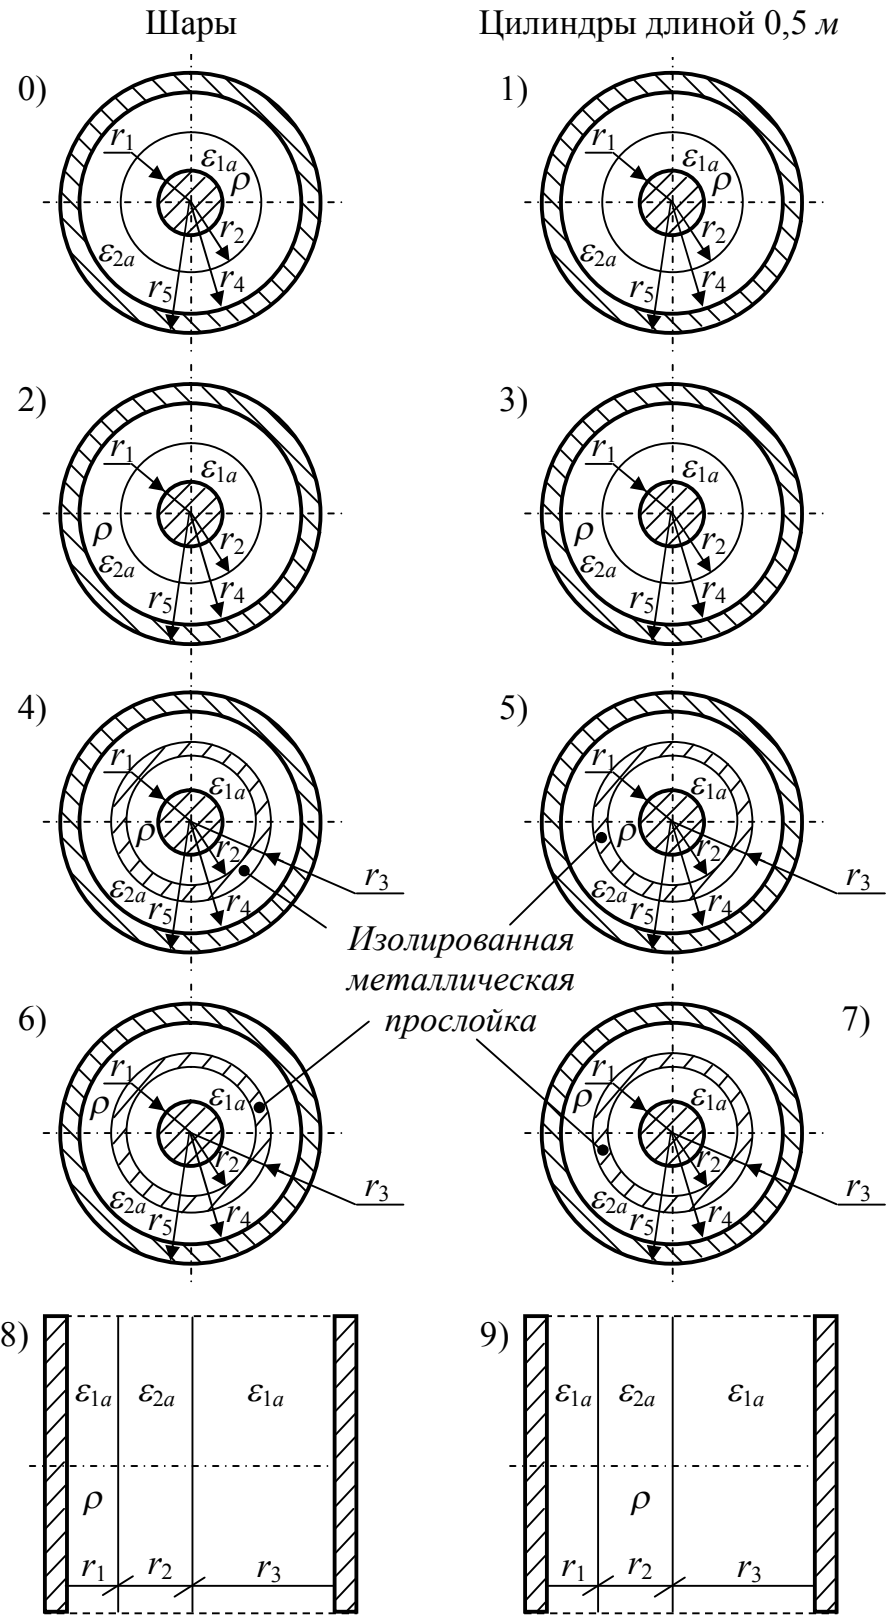 Шары Цилиндры длиной 0,5 м
0) 1)
r1 ε1a ρ r2 ε2a r5 r4
r1 ε1a ρ r2 ε2a r5 r4
2) 3)
r1 ε1a ρ r2 ε2a r5 r4
r1 ε1a ρ r2 ε2a r5 r4
4) 5)
r1 ε1a ρ r2 r3 ε2a r5 r4
r1 ε1a ρ r2 r3 ε2a r5 r4
Изолированная
металлическая
прослойка
6) 7)
r1 ε1a ρ r2 r3 ε2a r5 r4
r1 ε1a ρ r2 r3 ε2a r5 r4
8) 9)
ε1a ε2a ε1a
ρ
r1 r2 r3
ε1a ε2a ε1a
ρ
r1 r2 r3